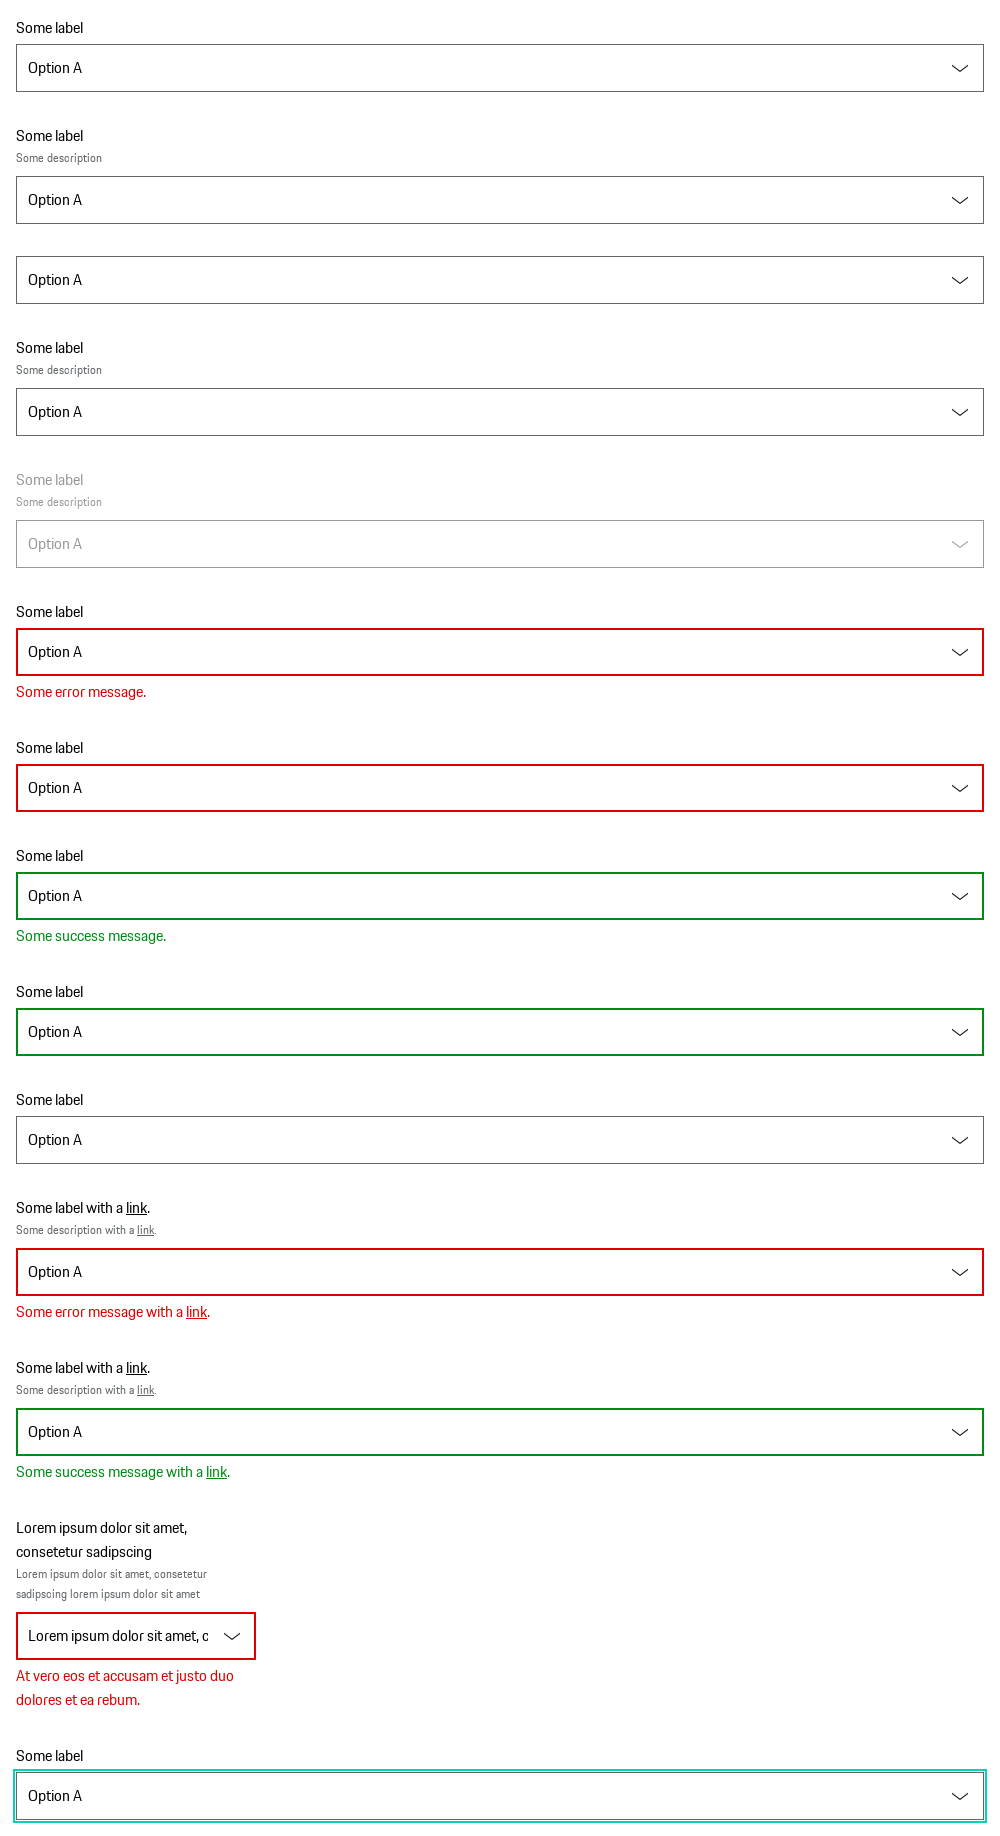 Some label
Option A
Some label
Some description
Option A
Option A
Some label
Some description
Option A
Some label
Some description
Option A
Some label
Option A
Some error message.
Some label
Option A
Some label
Option A
Some success message.
Some label
Option A
Some label
Option A
Some label with a link.
Some description with a link.
Option A
Some error message with a link.
Some label with a link.
Some description with a link.
Option A
Some success message with a link.
Lorem ipsum dolor sit amet,
consetetur sadipscing
Lorem ipsum dolor sit amet, consetetur
sadipscing lorem ipsum dolor sit amet
Lorem ipsum dolor sit amet, c
At vero eos et accusam et justo duo
dolores et ea rebum.
Some label
Option A